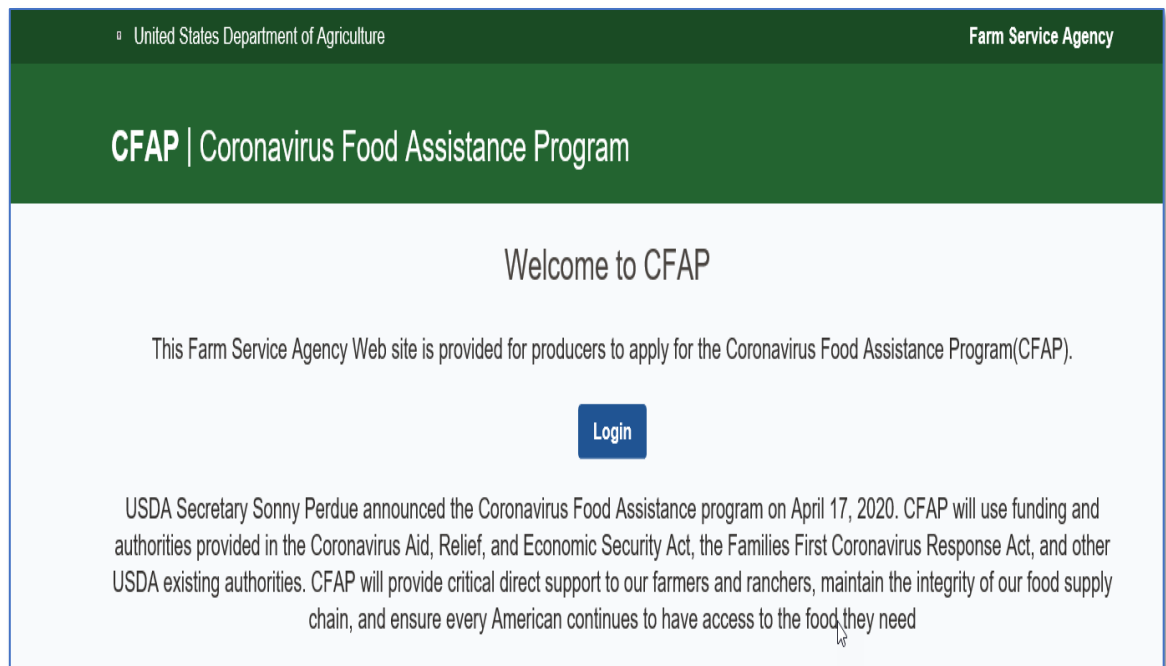 United States Department of Agriculture
Farm Service Agency
CFAP | Coronavirus Food Assistance Program
Welcome to CFAP
This Farm Service Agency Web site is provided for producers to apply for the Coronavirus Food Assistance Program(CFAP).
Login
USDA Secretary Sonny Perdue announced the Coronavirus Food Assistance program on April 17, 2020. CFAP will use funding and
authorities provided in the Coronavirus Aid, Relief, and Economic Security Act, the Families First Coronavirus Response Act, and other
USDA existing authorities. CFAP will provide critical direct support to our farmers and ranchers, maintain the integrity of our food supply
chain, and ensure every American continues to have access to the food they need